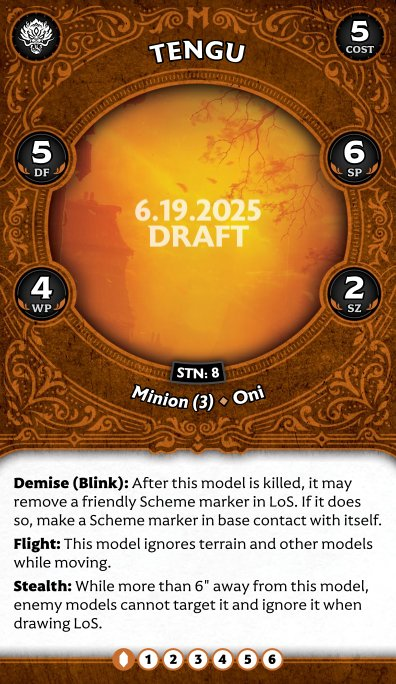 TENGU
5
COST
5
DF
6
SP
6.19.2025
DRAFT
4
WP
2
SZ
STN: 8
Minion (3) ♦ Oni
Demise (Blink): After this model is killed, it may
remove a friendly Scheme marker in LoS. If it does
so, make a Scheme marker in base contact with itself.
Flight: This model ignores terrain and other models
while moving.
Stealth: While more than 6" away from this model,
enemy models cannot target it and ignore it when
drawing LoS.
1 2 3 4 5 6